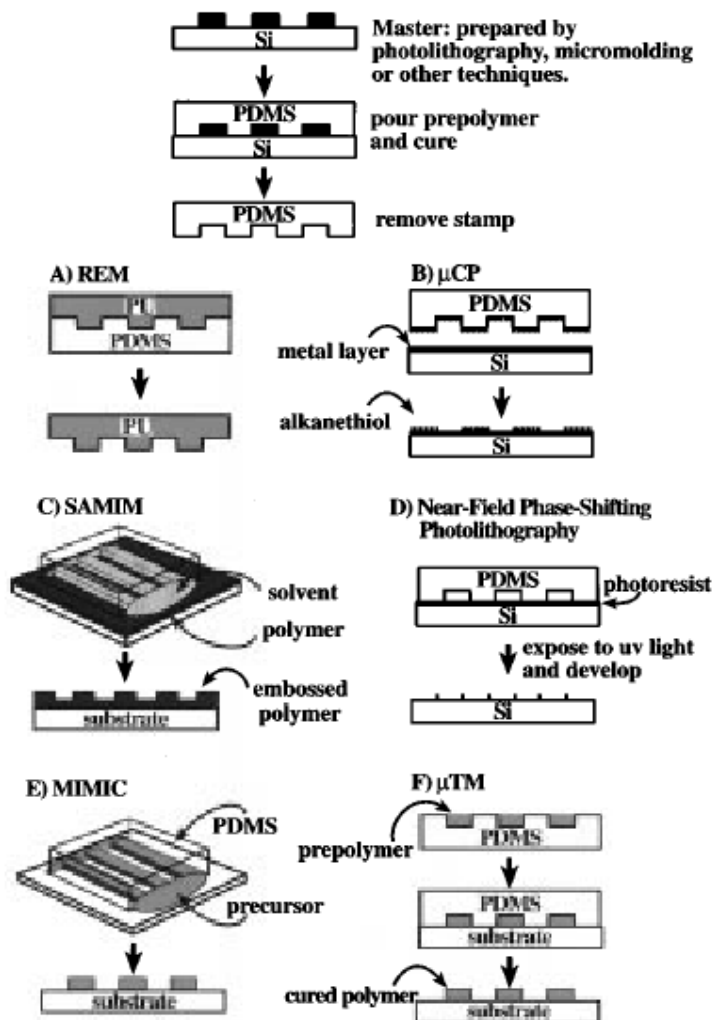 Master: prepared by
photolithography, micromolding
or other techniques.
Si
PDMS
Si
pour prepolymer
and cure
PDMS
remove stamp
A) REM
PU
PDMS
PU
B) μCP
PDMS
metal layer
Si
alkanethiol
Si
C) SAMIM
solvent
polymer
embossed
polymer
substrate
D) Near-Field Phase-Shifting
Photolithography
PDMS
photoresist
Si
expose to uv light
and develop
Si
E) MIMIC
PDMS
precursor
substrate
F) μTM
prepolymer
PDMS
PDMS
substrate
cured polymer
substrate